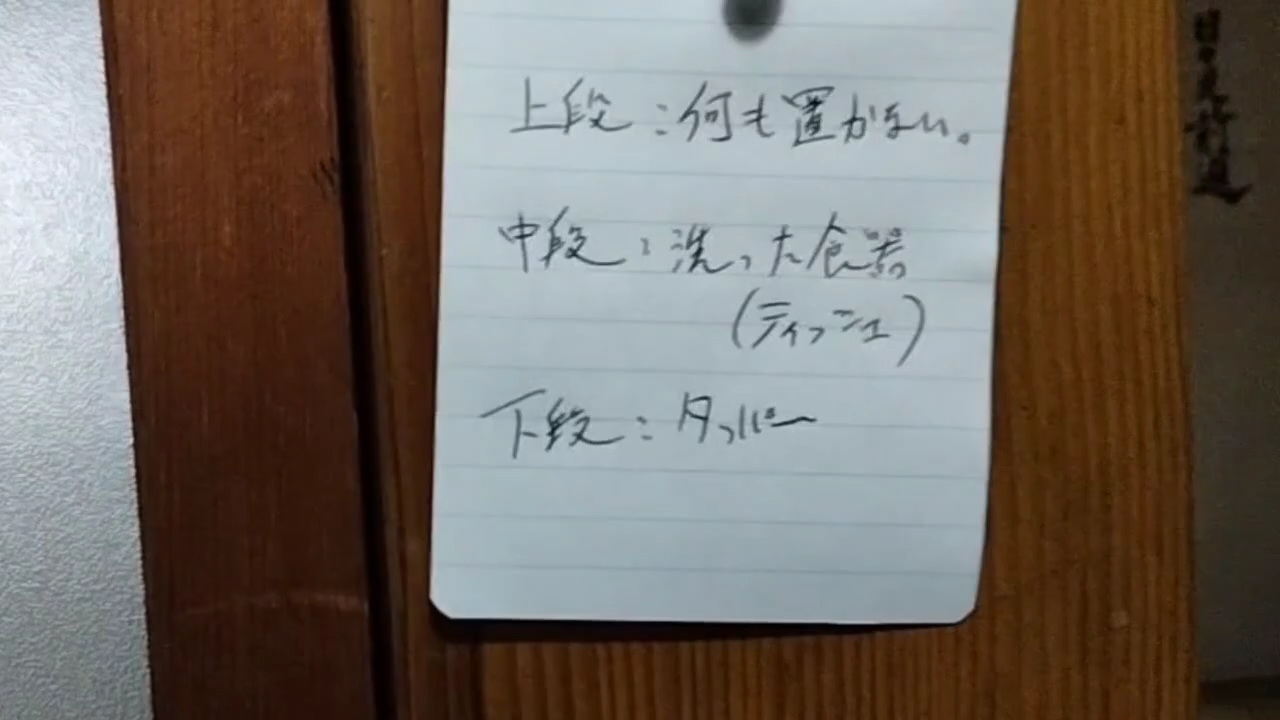 上段:何も置かない。
中段:洗った食器
(ティッシュ)
下段:タッパー